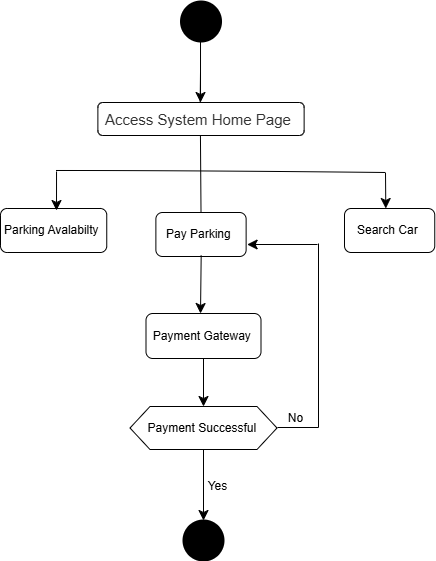 Access System Home Page
Parking Avalabilty
Pay Parking
Search Car
Payment Gateway
Payment Successful
No
Yes